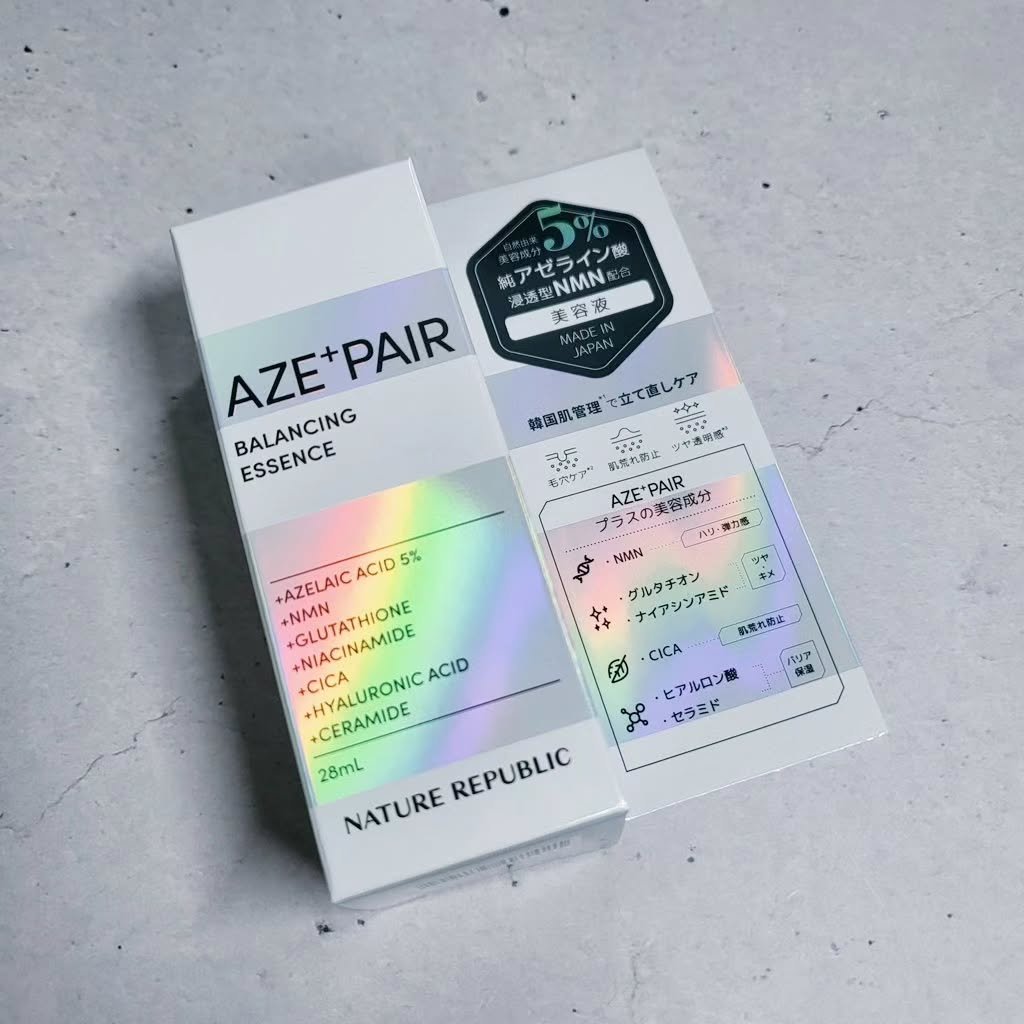 AZE⁺PAIR
BALANCING
ESSENCE
+AZELAIC ACID 5%
+NMN
+GLUTATHIONE
+NIACINAMIDE
+CICA
+HYALURONIC ACID
+CERAMIDE
28mL
NATURE REPUBLIC
自然由来
美容成分 5%
純アゼライン酸
浸透型NMN配合
美容液
MADE IN
JAPAN
韓国肌管理*¹で立て直しケア
毛穴ケア*²
肌荒れ防止
ツヤ透明感*³
AZE⁺PAIR
プラスの美容成分
・NMN
ハリ・弾力感
・グルタチオン
・ナイアシンアミド
ツヤ
・キメ
・CICA
肌荒れ防止
・ヒアルロン酸
・セラミド
バリア
保湿